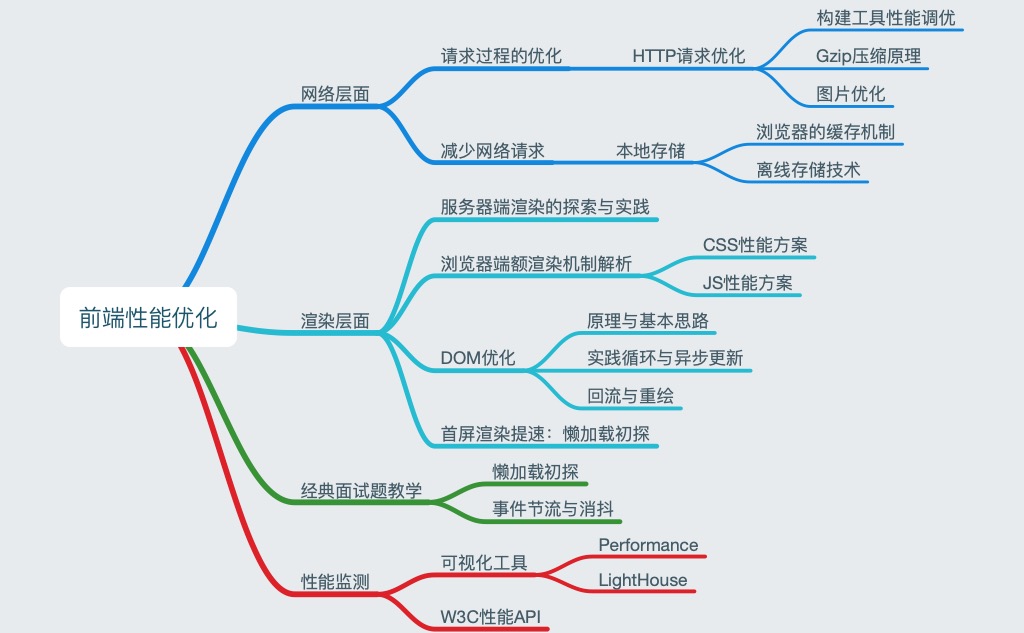 前端性能优化
网络层面
请求过程的优化
HTTP请求优化
构建工具性能调优
Gzip压缩原理
图片优化
减少网络请求
本地存储
浏览器的缓存机制
离线存储技术
渲染层面
服务器端渲染的探索与实践
浏览器端额渲染机制解析
CSS性能方案
JS性能方案
DOM优化
原理与基本思路
实践循环与异步更新
回流与重绘
首屏渲染提速：懒加载初探
经典面试题教学
懒加载初探
事件节流与消抖
性能监测
可视化工具
Performance
LightHouse
W3C性能API